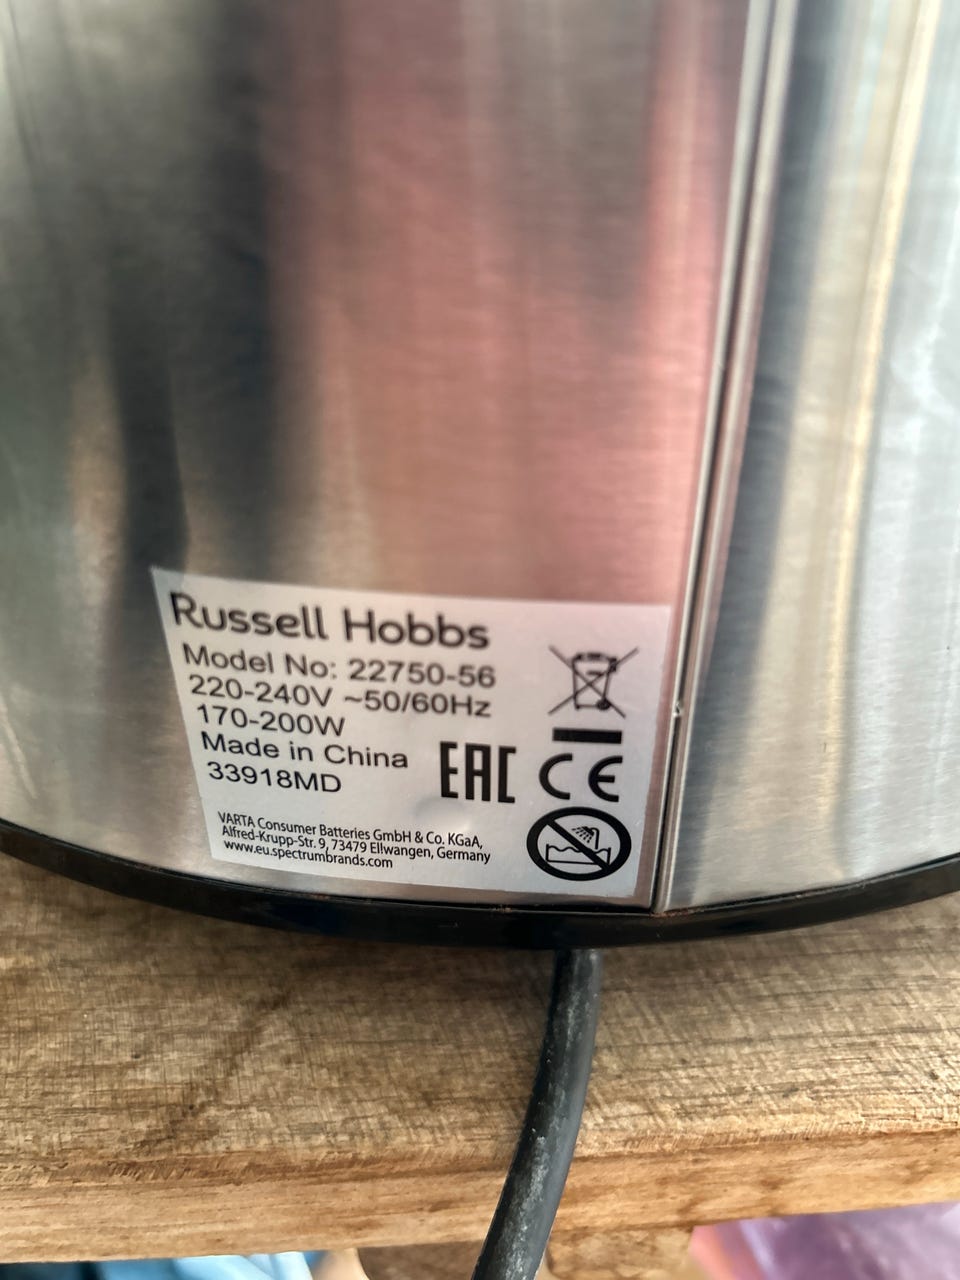 Russell Hobbs
Model No: 22750-56
220-240V ~50/60Hz
170-200W
Made in China
33918MD
EAC CE
VARTA Consumer Batteries GmbH & Co. KGaA,
Alfred-Krupp-Str. 9, 73479 Ellwangen, Germany
www.eu.spectrumbrands.com